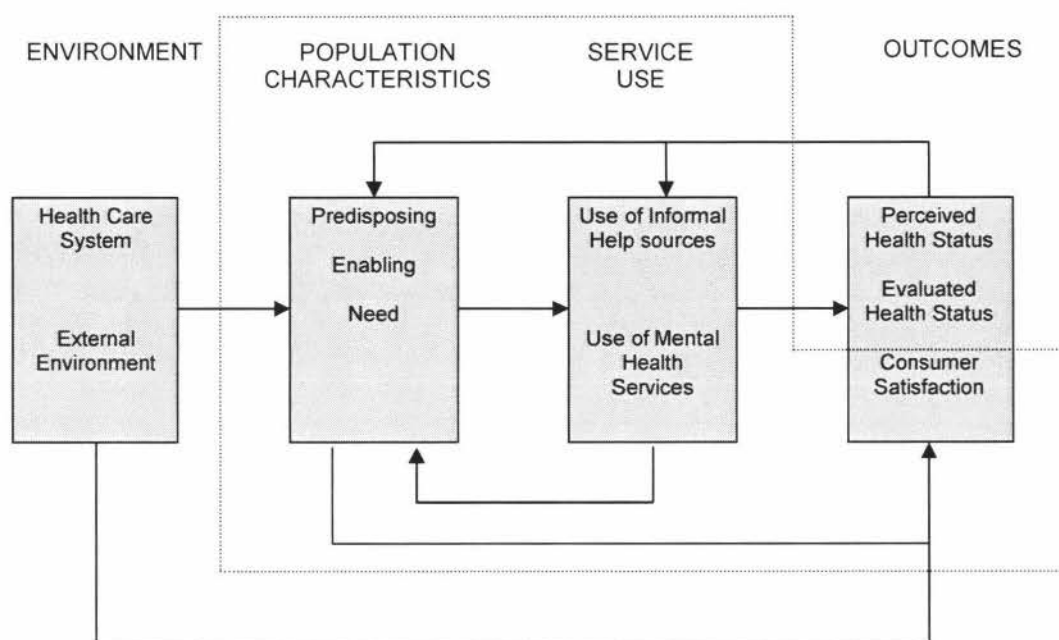 ENVIRONMENT
POPULATION
CHARACTERISTICS
SERVICE
USE
OUTCOMES
Health Care
System
External
Environment
Predisposing
Enabling
Need
Use of Informal
Help sources
Use of Mental
Health
Services
Perceived
Health Status
Evaluated
Health Status
Consumer
Satisfaction